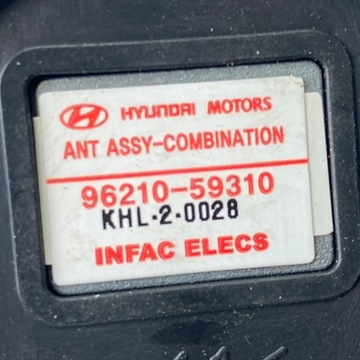 HYUNDAI MOTORS
ANT ASSY-COMBINATION
96210-59310
KHL-2-0028
INFAC ELECS